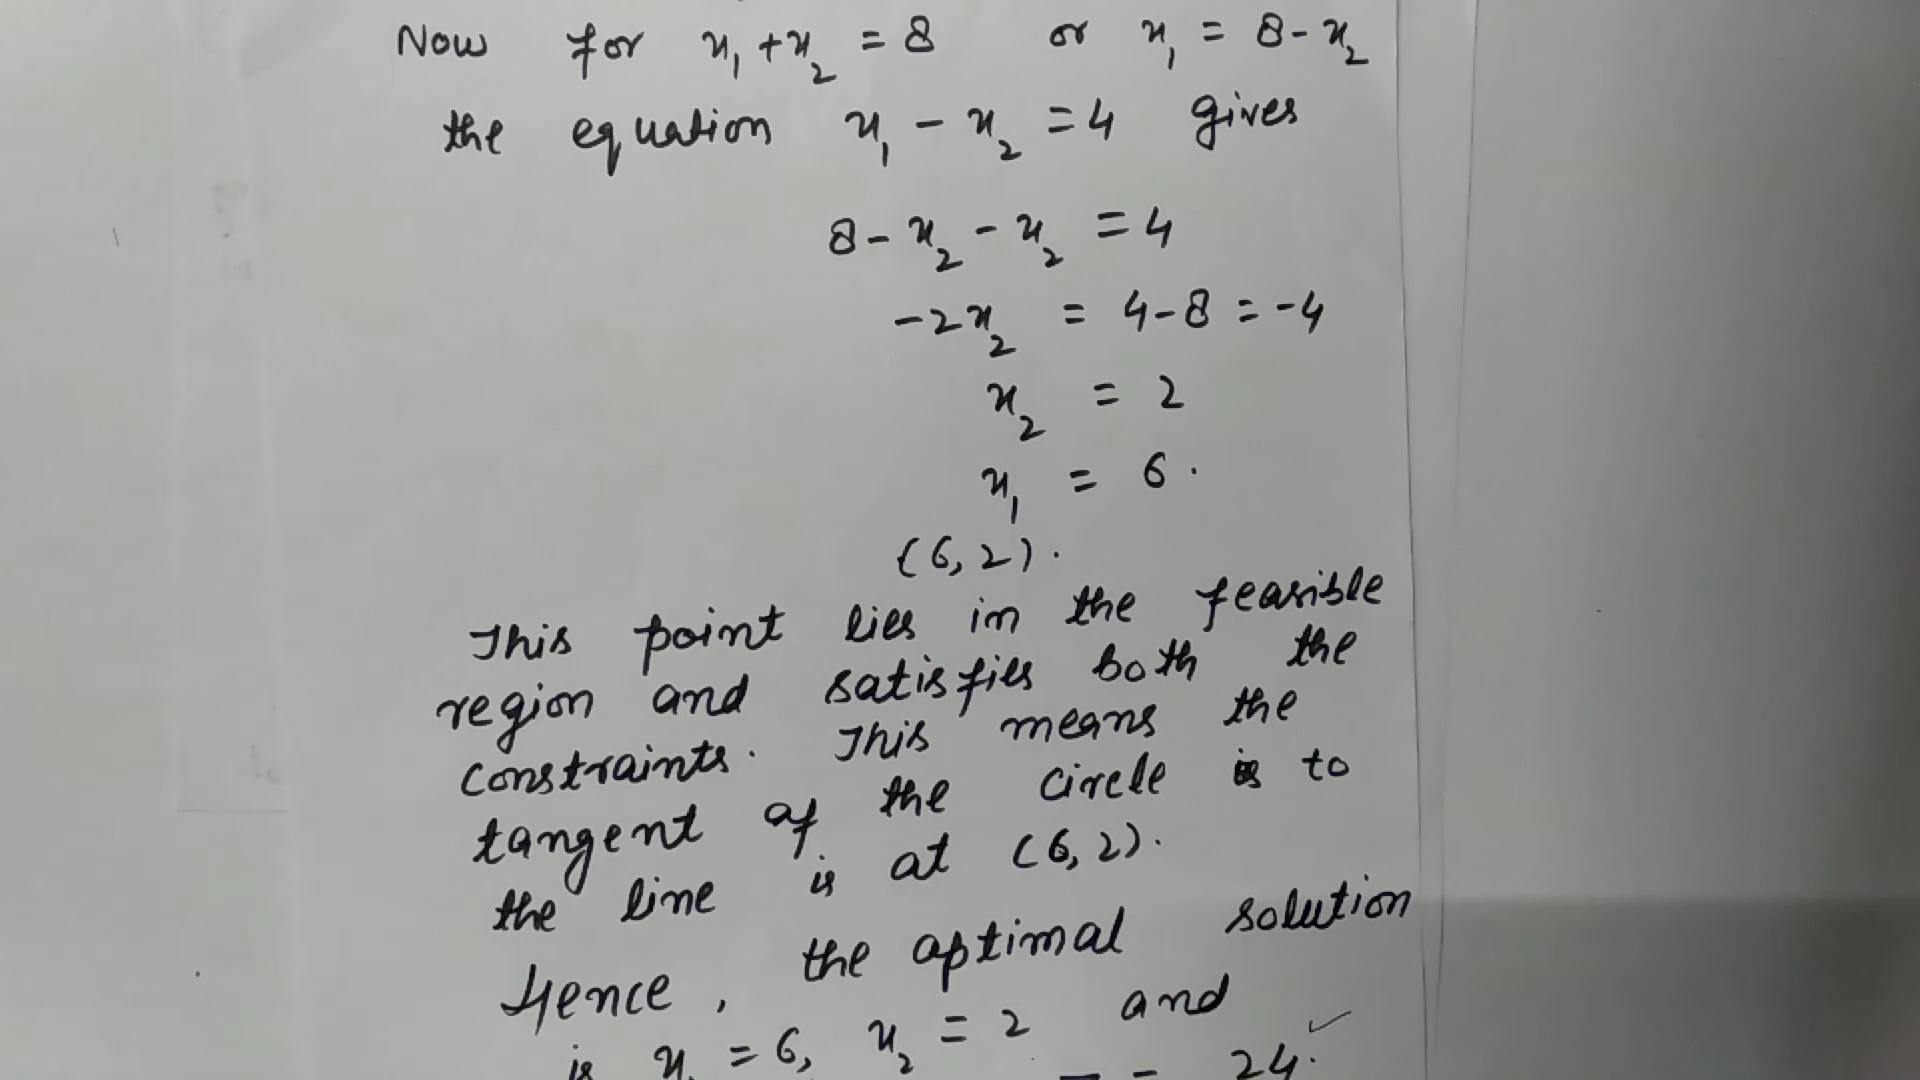 Now for x₁ + x₂ = 8 or x₁ = 8 - x₂
the equation x₁ - x₂ = 4 gives
8 - x₂ - x₂ = 4
-2x₂ = 4 - 8 = -4
x₂ = 2
x₁ = 6.
(6, 2).
This point lies in the feasible
region and satisfies both the
constraints. This means the
tangent of the circle is to
the line is at (6, 2).
Hence, the optimal solution
is x₁ = 6, x₂ = 2 and
24.